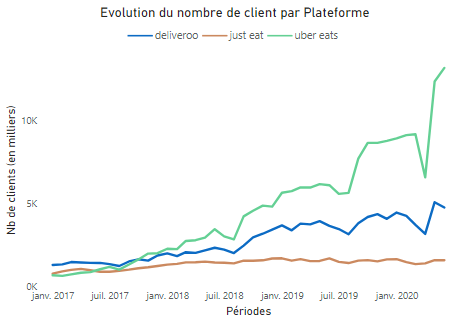 Evolution du nombre de client par Plateforme
deliveroo just eat uber eats
Nb de clients (en milliers)
10K
5K
0K
janv. 2017 juil. 2017 janv. 2018 juil. 2018 janv. 2019 juil. 2019 janv. 2020
Périodes